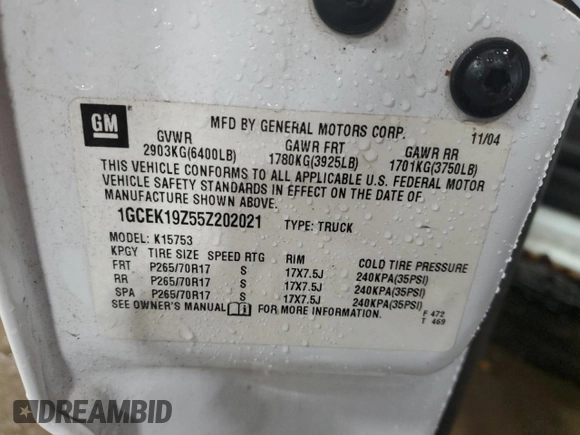 GM
®
MFD BY GENERAL MOTORS CORP. 11/04
GVWR GAWR FRT GAWR RR
2903KG(6400LB) 1780KG(3925LB) 1701KG(3750LB)
THIS VEHICLE CONFORMS TO ALL APPLICABLE U.S. FEDERAL MOTOR
VEHICLE SAFETY STANDARDS IN EFFECT ON THE DATE OF
MANUFACTURE SHOWN ABOVE.
1GCEK19Z55Z202021 TYPE: TRUCK
MODEL: K15753
KPGY TIRE SIZE SPEED RTG RIM COLD TIRE PRESSURE
FRT P265/70R17 S 17X7.5J 240KPA(35PSI)
RR P265/70R17 S 17X7.5J 240KPA(35PSI)
SPA P265/70R17 S 17X7.5J 240KPA(35PSI)
SEE OWNER'S MANUAL FOR MORE INFORMATION.
F 472
T 469
DREAMBID